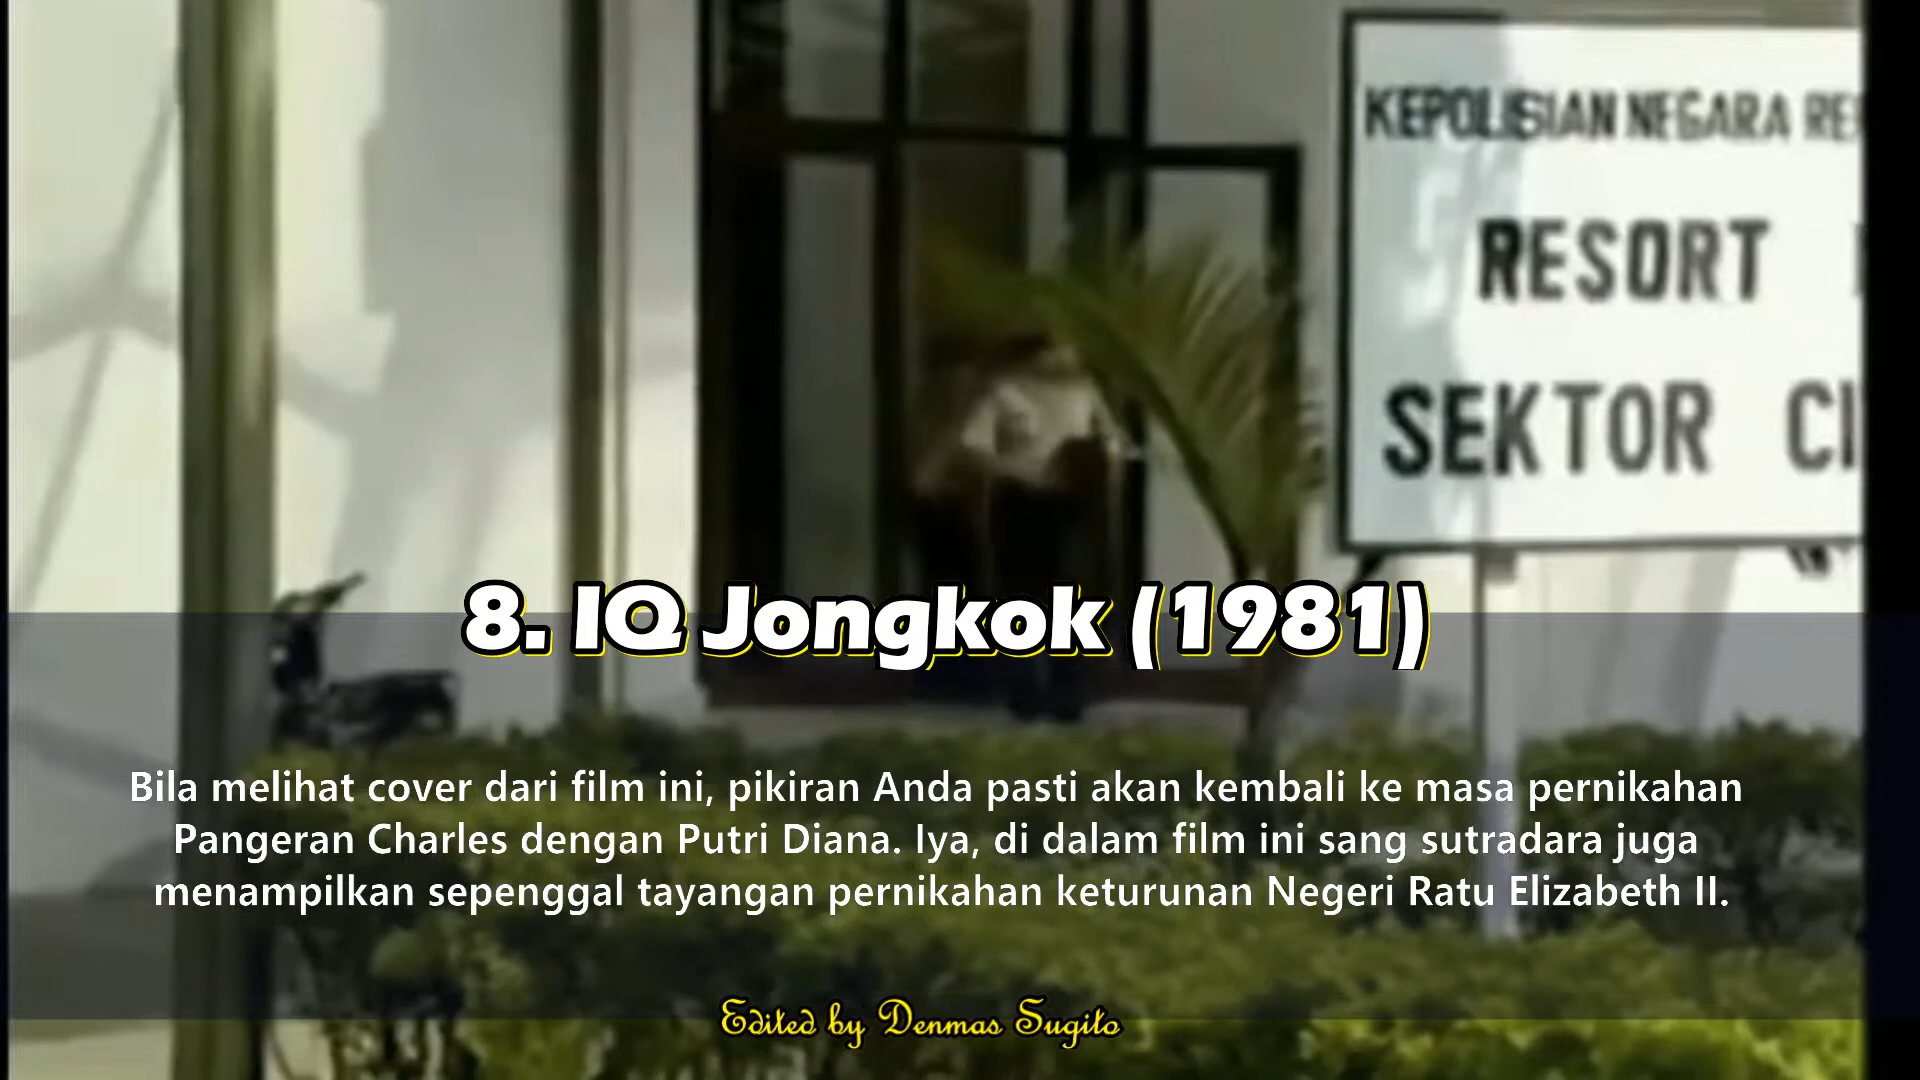 KEPOLISIAN NEGARA
RESORT
SEKTOR
8. IQ Jongkok (1981)
Bila melihat cover dari film ini, pikiran Anda pasti akan kembali ke masa pernikahan
Pangeran Charles dengan Putri Diana. Iya, di dalam film ini sang sutradara juga
menampilkan sepenggal tayangan pernikahan keturunan Negeri Ratu Elizabeth II.
Edited by Denmas Sugito